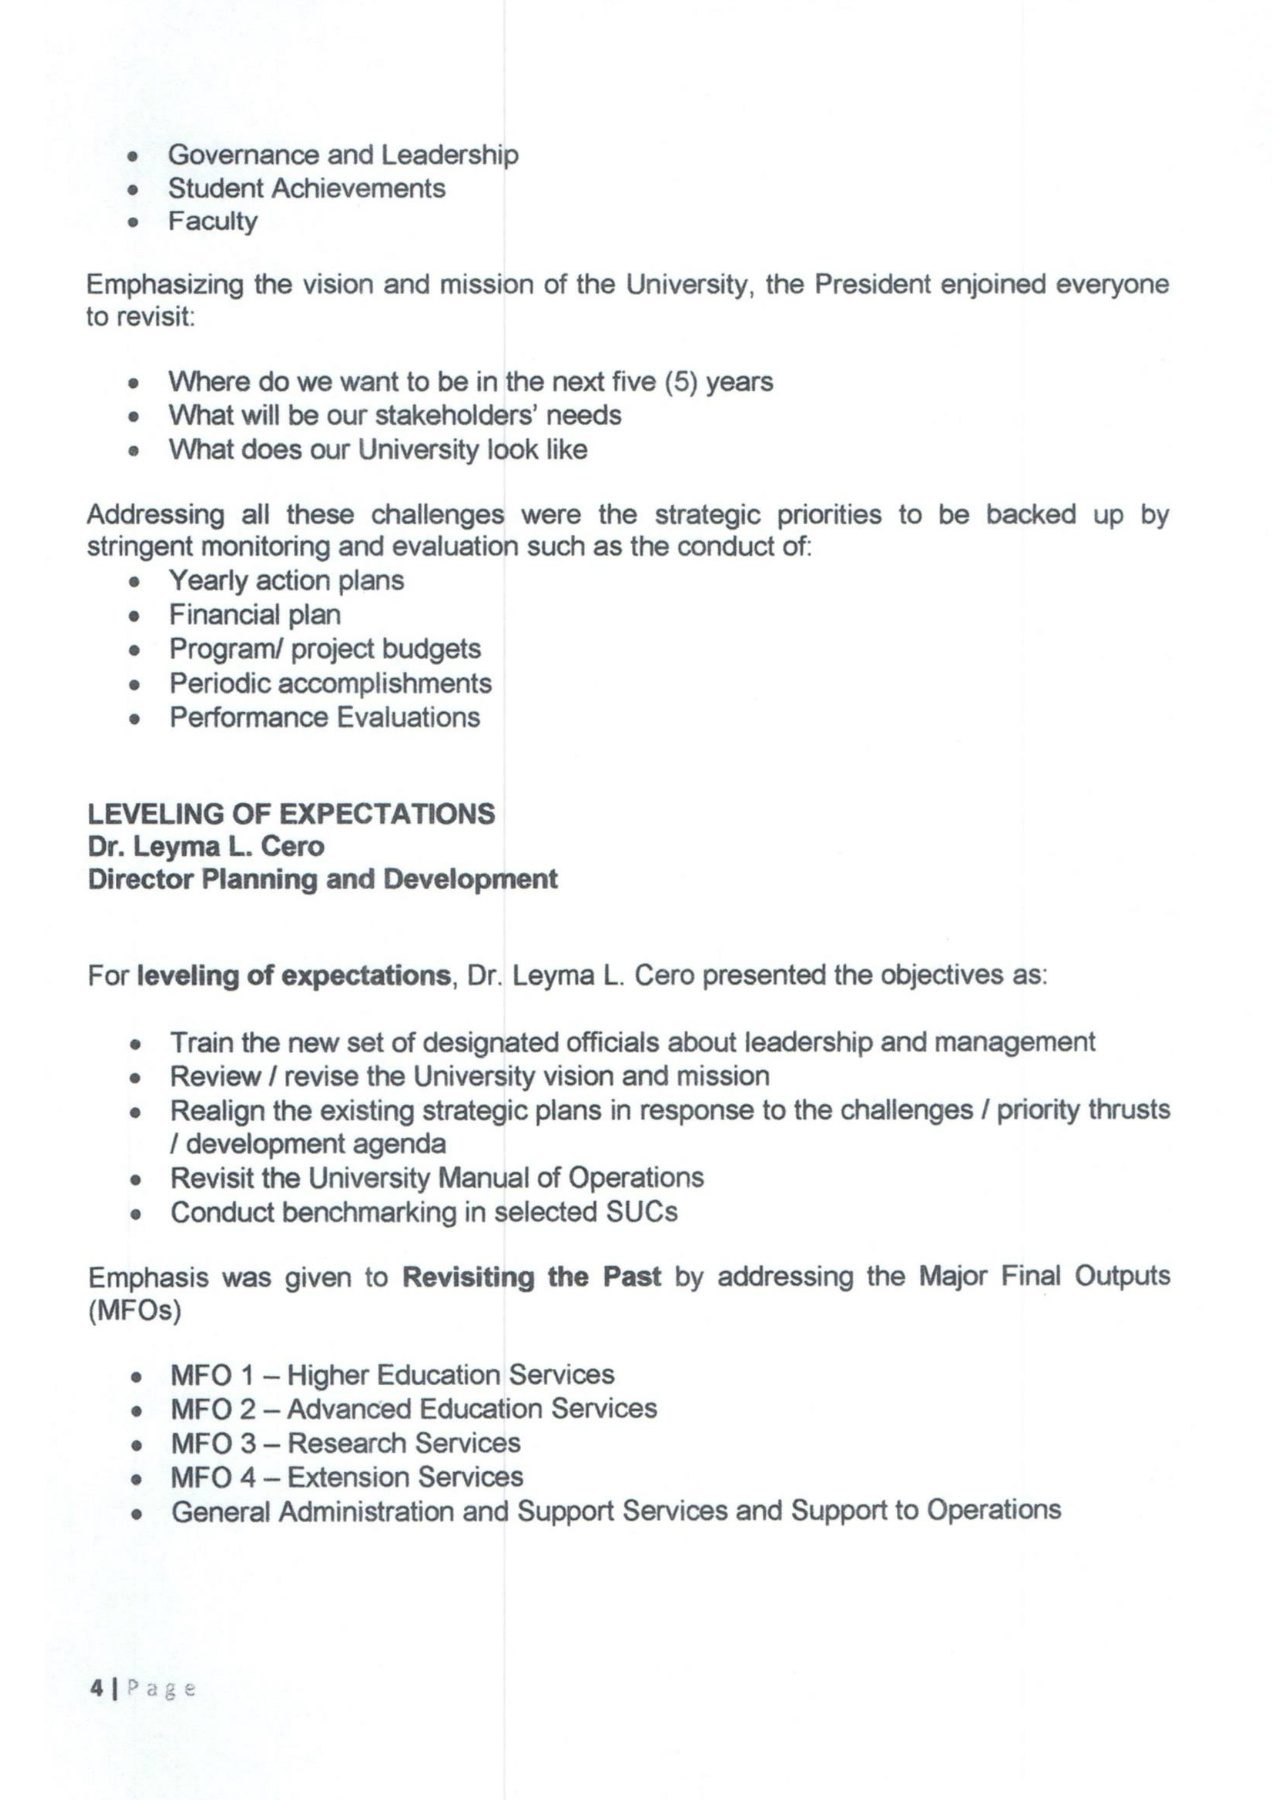 • Governance and Leadership
• Student Achievements
• Faculty
Emphasizing the vision and mission of the University, the President enjoined everyone
to revisit:
• Where do we want to be in the next five (5) years
• What will be our stakeholders' needs
• What does our University look like
Addressing all these challenges were the strategic priorities to be backed up by
stringent monitoring and evaluation such as the conduct of:
• Yearly action plans
• Financial plan
• Program/ project budgets
• Periodic accomplishments
• Performance Evaluations
LEVELING OF EXPECTATIONS
Dr. Leyma L. Cero
Director Planning and Development
For leveling of expectations, Dr. Leyma L. Cero presented the objectives as:
• Train the new set of designated officials about leadership and management
• Review / revise the University vision and mission
• Realign the existing strategic plans in response to the challenges / priority thrusts
/ development agenda
• Revisit the University Manual of Operations
• Conduct benchmarking in selected SUCs
Emphasis was given to Revisiting the Past by addressing the Major Final Outputs
(MFOs)
• MFO 1 – Higher Education Services
• MFO 2 – Advanced Education Services
• MFO 3 – Research Services
• MFO 4 – Extension Services
• General Administration and Support Services and Support to Operations
4 | Page